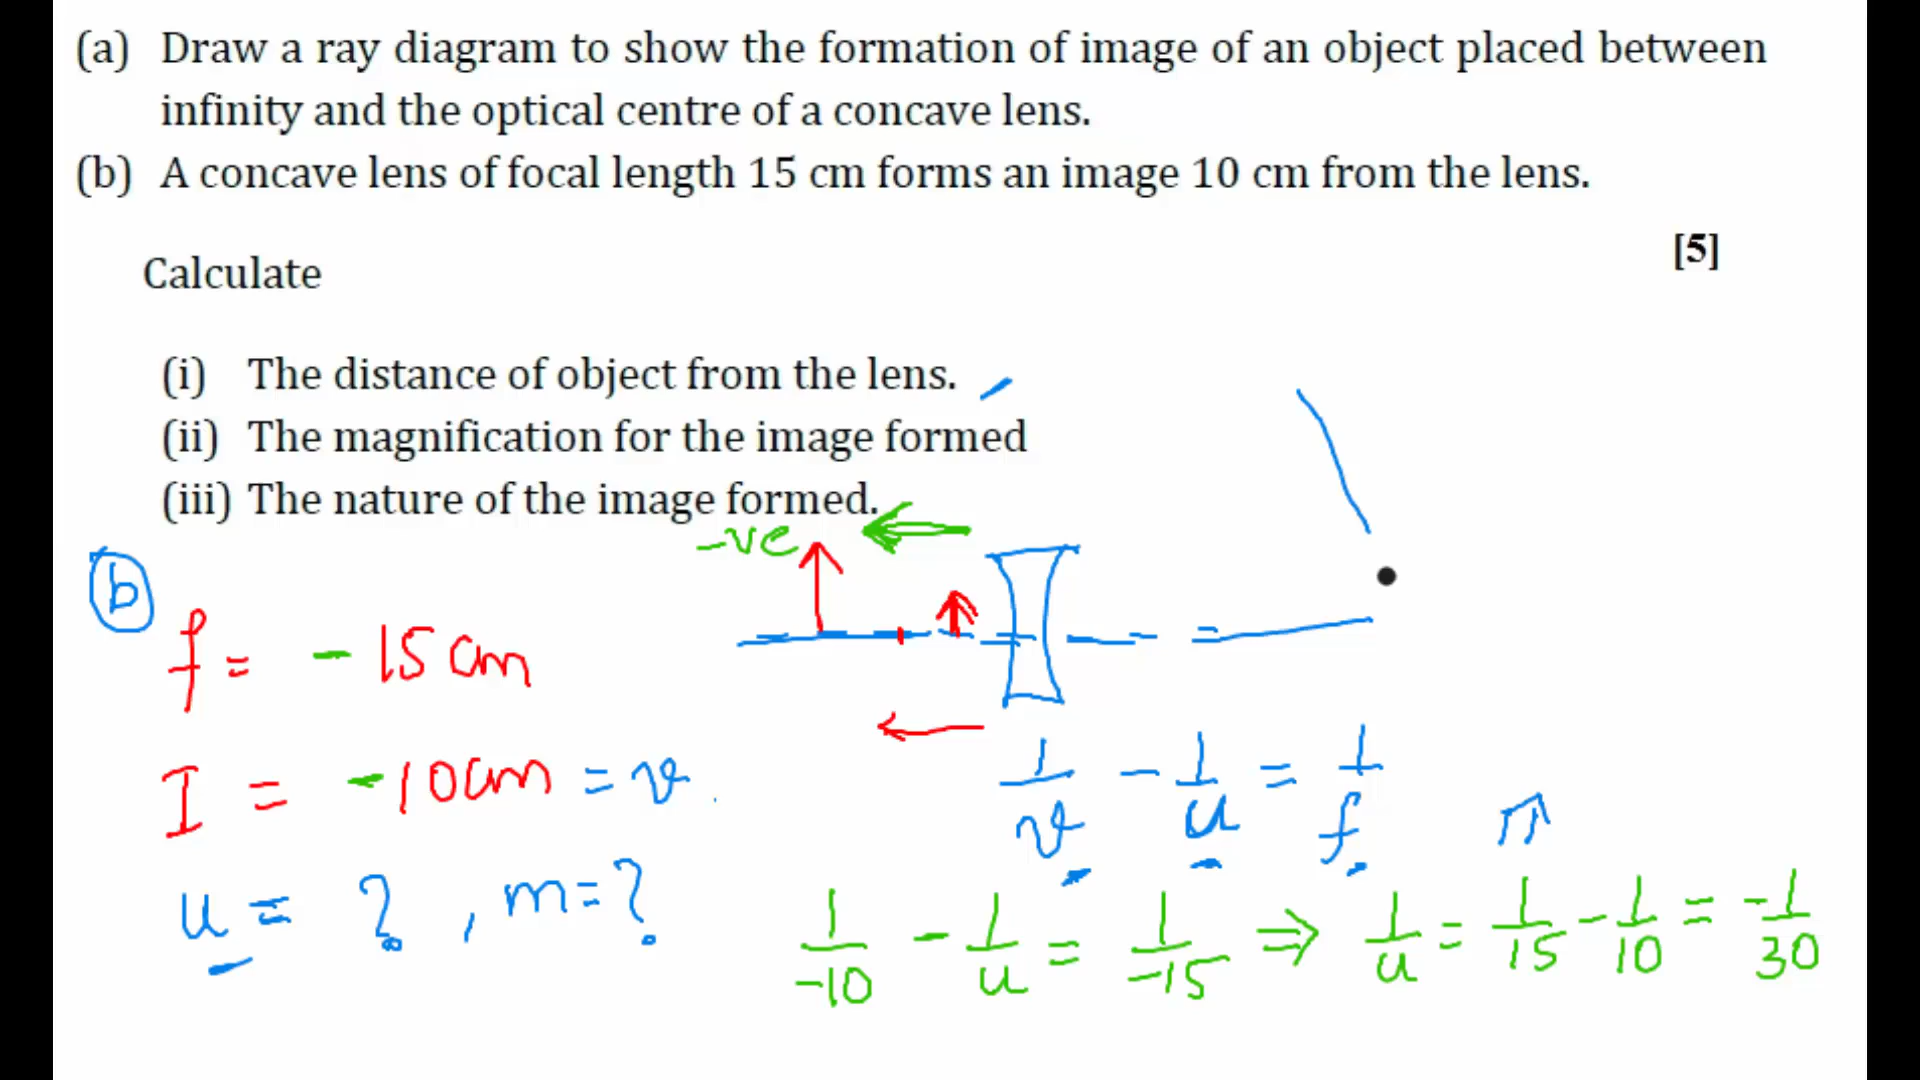 (a) Draw a ray diagram to show the formation of image of an object placed between
infinity and the optical centre of a concave lens.
(b) A concave lens of focal length 15 cm forms an image 10 cm from the lens.
[5]
Calculate
(i) The distance of object from the lens.
(ii) The magnification for the image formed
(iii) The nature of the image formed.
-ve
b
f = - 15 cm
I = - 10 cm = v
1/v - 1/u = 1/f
u = ? , m = ?
1/-10 - 1/u = 1/-15 ⇒ 1/u = 1/15 - 1/10 = -1/30